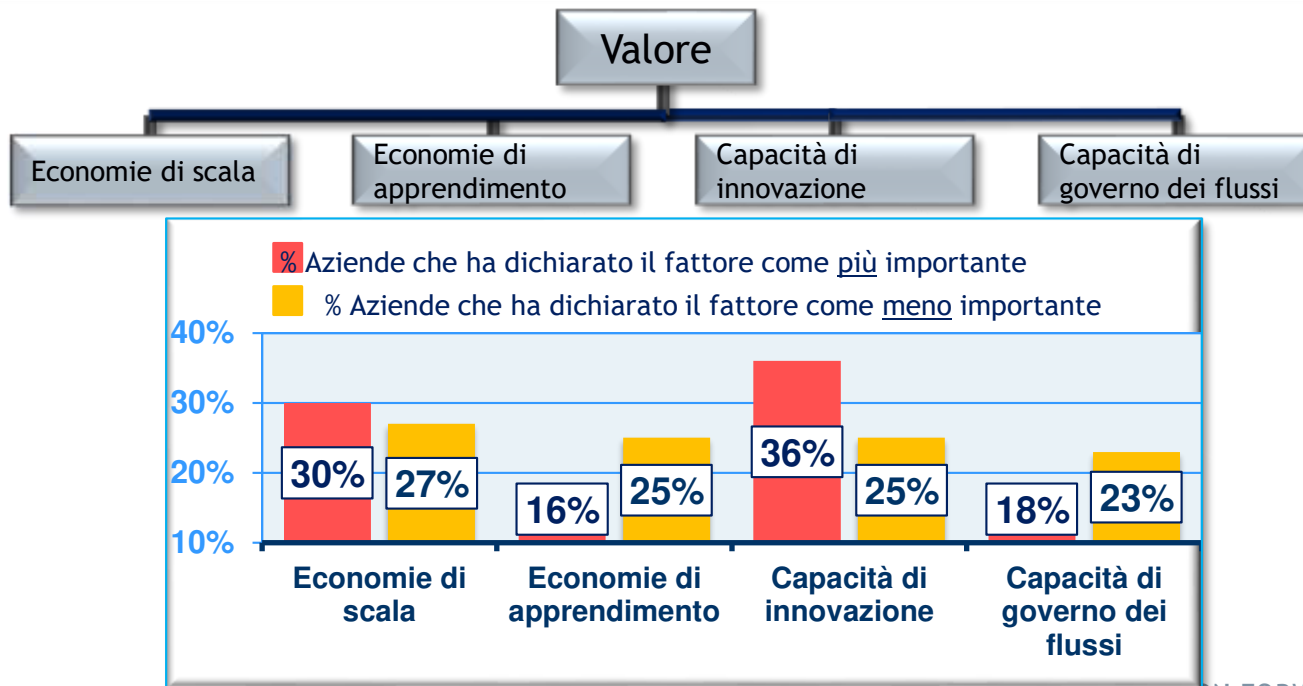 Valore
Economie di scala
Economie di
apprendimento
Capacità di
innovazione
Capacità di
governo dei flussi
% Aziende che ha dichiarato il fattore come più importante
% Aziende che ha dichiarato il fattore come meno importante
40%
30%
20%
10%
30%
27%
16%
25%
36%
25%
18%
23%
Economie di
scala
Economie di
apprendimento
Capacità di
innovazione
Capacità di
governo dei
flussi